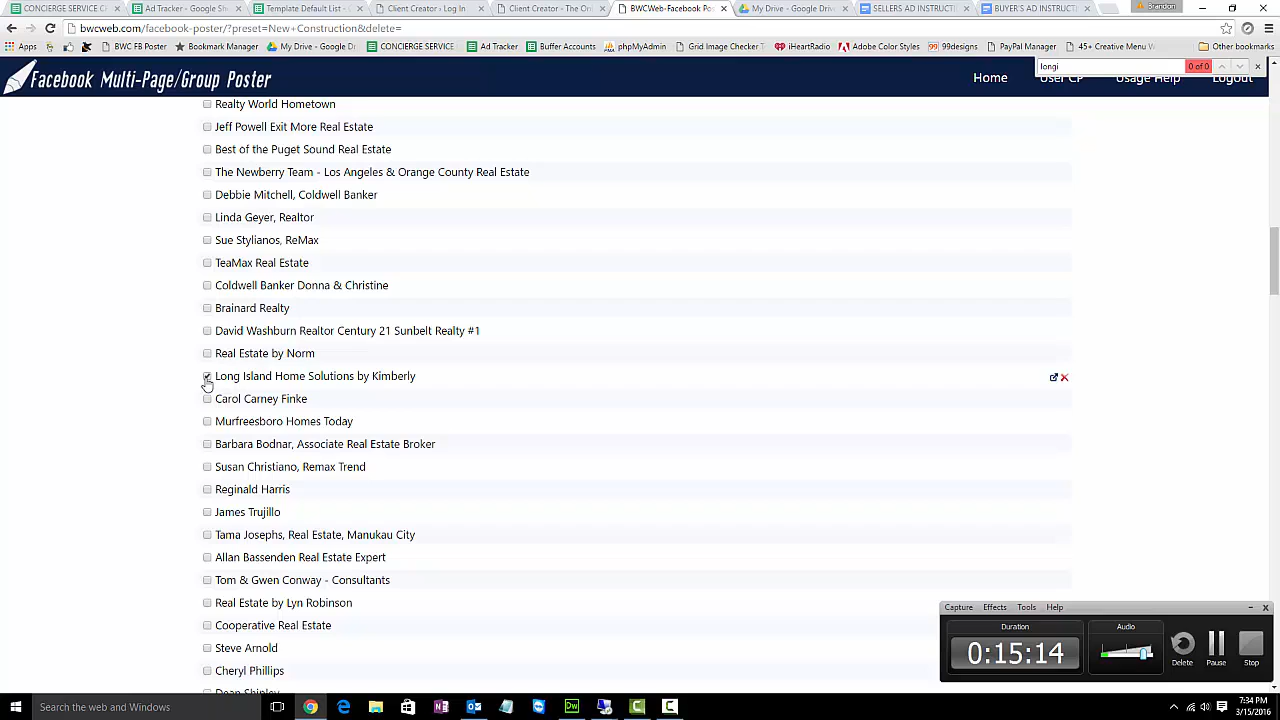 CONCIERGE SERVICE C
Ad Tracker - Google Sh
Template Default List -
Client Creator › Log In
Client Creator - The On
BWCWeb-Facebook Po
My Drive - Google Driv
SELLERS AD INSTRUCT
BUYER'S AD INSTRUCT
Brandon
bwcweb.com/facebook-poster/?preset=New+Construction&delete=
Apps
BWC FB Poster
Bookmark Manager
My Drive - Google D
CONCIERGE SERVICE
Ad Tracker
Buffer Accounts
phpMyAdmin
Grid Image Checker T
iHeartRadio
Adobe Color Styles
99designs
PayPal Manager
45+ Creative Menu W
Other bookmarks
longi
0 of 0
Facebook Multi-Page/Group Poster
Home
User CP
Usage Help
Logout
Realty World Hometown
Jeff Powell Exit More Real Estate
Best of the Puget Sound Real Estate
The Newberry Team - Los Angeles & Orange County Real Estate
Debbie Mitchell, Coldwell Banker
Linda Geyer, Realtor
Sue Stylianos, ReMax
TeaMax Real Estate
Coldwell Banker Donna & Christine
Brainard Realty
David Washburn Realtor Century 21 Sunbelt Realty #1
Real Estate by Norm
Long Island Home Solutions by Kimberly
Carol Carney Finke
Murfreesboro Homes Today
Barbara Bodnar, Associate Real Estate Broker
Susan Christiano, Remax Trend
Reginald Harris
James Trujillo
Tama Josephs, Real Estate, Manukau City
Allan Bassenden Real Estate Expert
Tom & Gwen Conway - Consultants
Real Estate by Lyn Robinson
Cooperative Real Estate
Steve Arnold
Cheryl Phillips
Dean Shipley
Capture
Effects
Tools
Help
Duration
0:15:14
Audio
Delete
Pause
Stop
Search the web and Windows
7:34 PM
3/15/2016